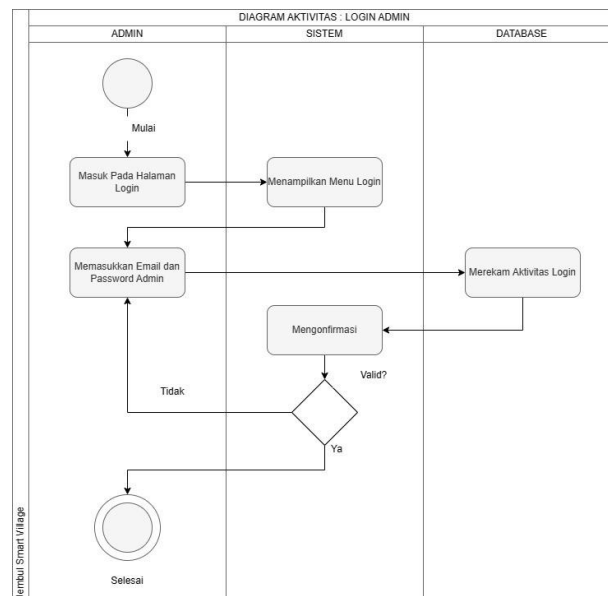 DIAGRAM AKTIVITAS : LOGIN ADMIN
ADMIN
SISTEM
DATABASE
Mulai
Masuk Pada Halaman
Login
Menampilkan Menu Login
Memasukkan Email dan
Password Admin
Merekam Aktivitas Login
Mengonfirmasi
Valid?
Tidak
Ya
Selesai
Smart Village